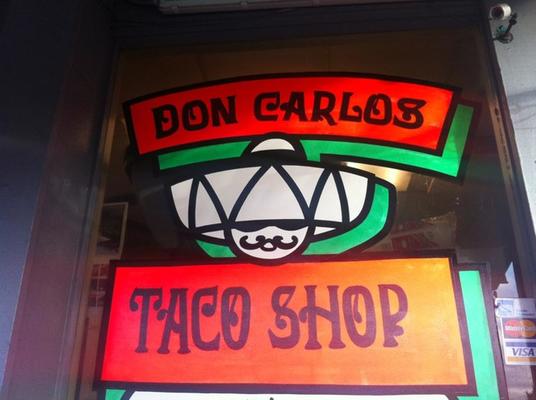 DON CARLOS
TACO SHOP
MasterCard
VISA